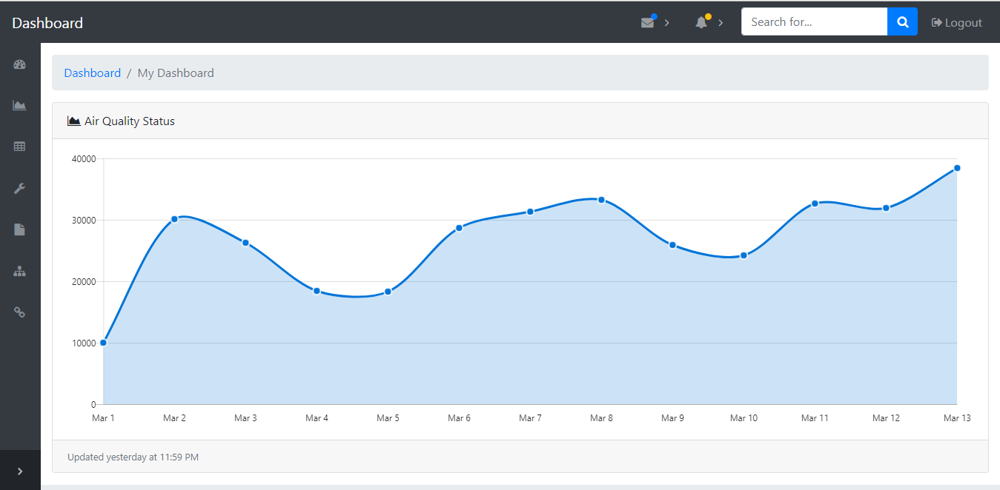 Dashboard
Search for...
Logout
Dashboard / My Dashboard
Air Quality Status
40000
30000
20000
10000
0
Mar 1 Mar 2 Mar 3 Mar 4 Mar 5 Mar 6 Mar 7 Mar 8 Mar 9 Mar 10 Mar 11 Mar 12 Mar 13
Updated yesterday at 11:59 PM